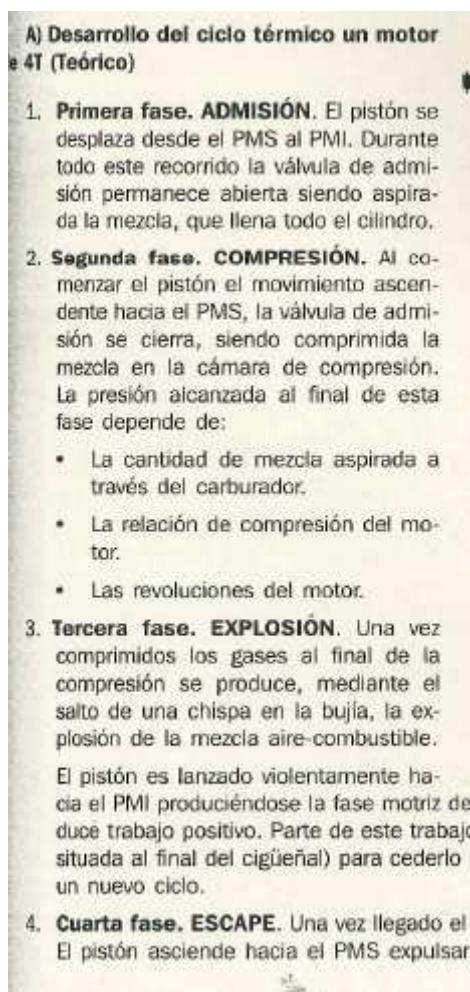 A) Desarrollo del ciclo térmico un motor
e 4T (Teórico)
1. Primera fase. ADMISIÓN. El pistón se
desplaza desde el PMS al PMI. Durante
todo este recorrido la válvula de admi-
sión permanece abierta siendo aspira-
da la mezcla, que llena todo el cilindro.
2. Segunda fase. COMPRESIÓN. Al co-
menzar el pistón el movimiento ascen-
dente hacia el PMS, la válvula de admi-
sión se cierra, siendo comprimida la
mezcla en la cámara de compresión.
La presión alcanzada al final de esta
fase depende de:
• La cantidad de mezcla aspirada a
través del carburador.
• La relación de compresión del mo-
tor.
• Las revoluciones del motor.
3. Tercera fase. EXPLOSIÓN. Una vez
comprimidos los gases al final de la
compresión se produce, mediante el
salto de una chispa en la bujía, la ex-
plosión de la mezcla aire-combustible.
El pistón es lanzado violentamente ha-
cia el PMI produciéndose la fase motriz de
duce trabajo positivo. Parte de este trabajo
situada al final del cigüeñal) para cederlo
un nuevo ciclo.
4. Cuarta fase. ESCAPE. Una vez llegado el
El pistón asciende hacia el PMS expulsar